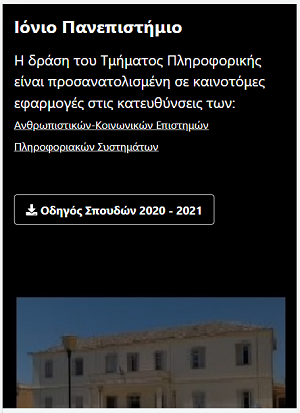 Ιόνιο Πανεπιστήμιο
Η δράση του Τμήματος Πληροφορικής
είναι προσανατολισμένη σε καινοτόμες
εφαρμογές στις κατευθύνσεις των:
Ανθρωπιστικών-Κοινωνικών Επιστημών
Πληροφοριακών Συστημάτων
Οδηγός Σπουδών 2020 - 2021